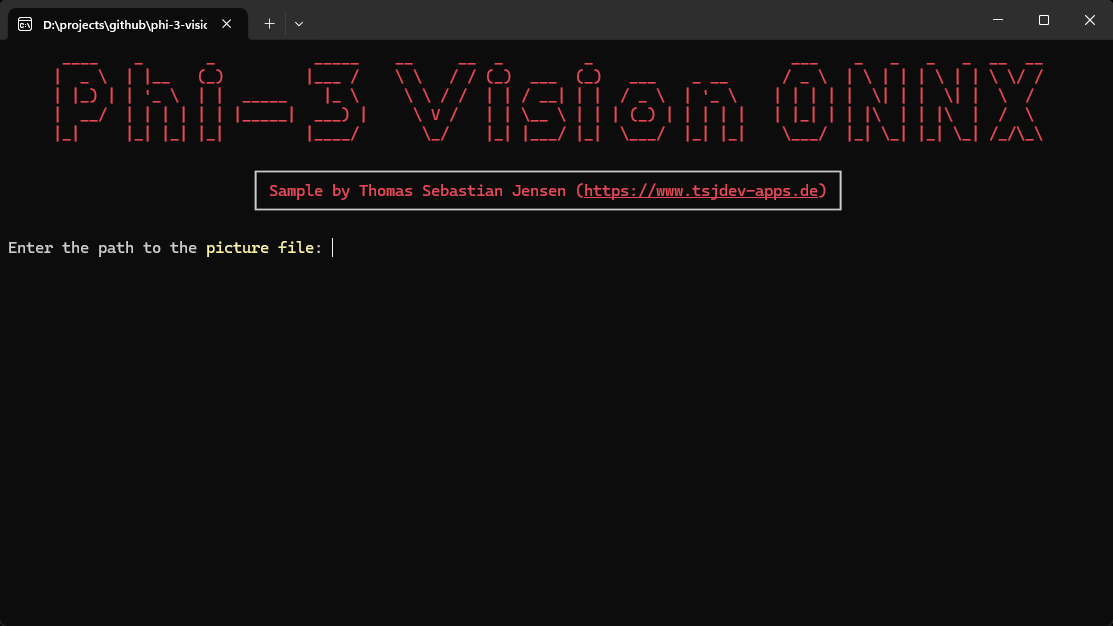 D:\projects\github\phi-3-visic
Phi-3 Vision ONNX
Sample by Thomas Sebastian Jensen (https://www.tsjdev-apps.de)
Enter the path to the picture file: